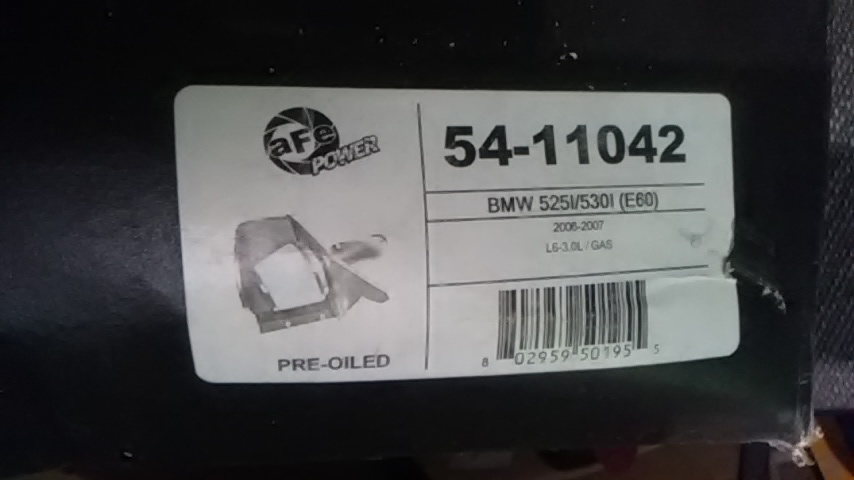 aFe
POWER
PRE-OILED
54-11042
BMW 525I/530I (E60)
2006-2007
L6-3.0L / GAS
8 02959 50195 5